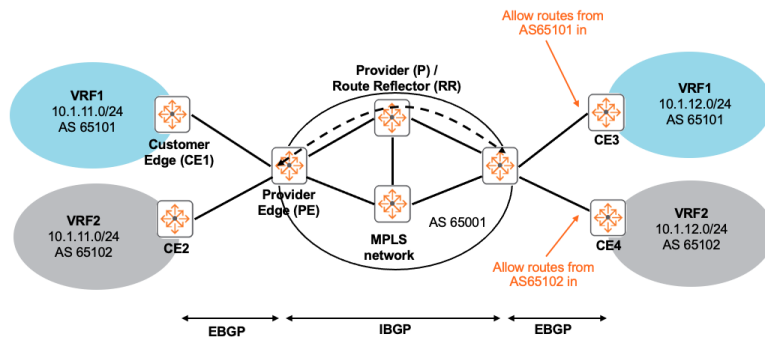 Allow routes from
AS65101 in
Provider (P) /
Route Reflector (RR)
VRF1
10.1.11.0/24
AS 65101
Customer
Edge (CE1)
VRF1
10.1.12.0/24
AS 65101
CE3
Provider
Edge (PE)
VRF2
10.1.11.0/24
AS 65102
CE2
MPLS
network
AS 65001
VRF2
10.1.12.0/24
AS 65102
CE4
Allow routes from
AS65102 in
EBGP
IBGP
EBGP